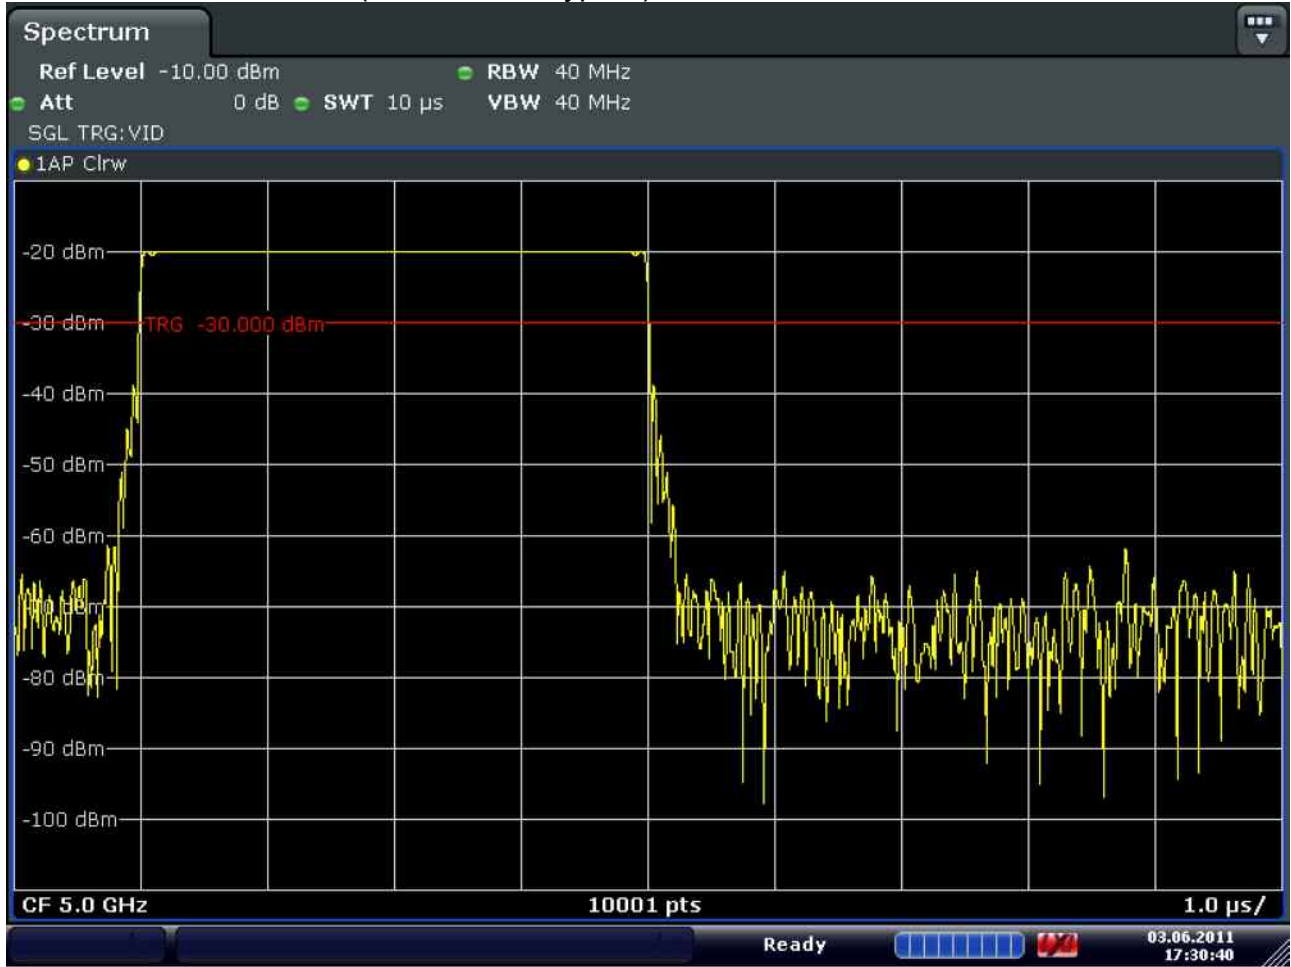 Spectrum
Ref Level -10.00 dBm RBW 40 MHz
Att 0 dB SWT 10 µs VBW 40 MHz
SGL TRG:VID
1AP Clrw
-20 dBm
-30 dBm TRG -30.000 dBm
-40 dBm
-50 dBm
-60 dBm
-70 dBm
-80 dBm
-90 dBm
-100 dBm
CF 5.0 GHz 10001 pts 1.0 µs/
Ready 03.06.2011
17:30:40